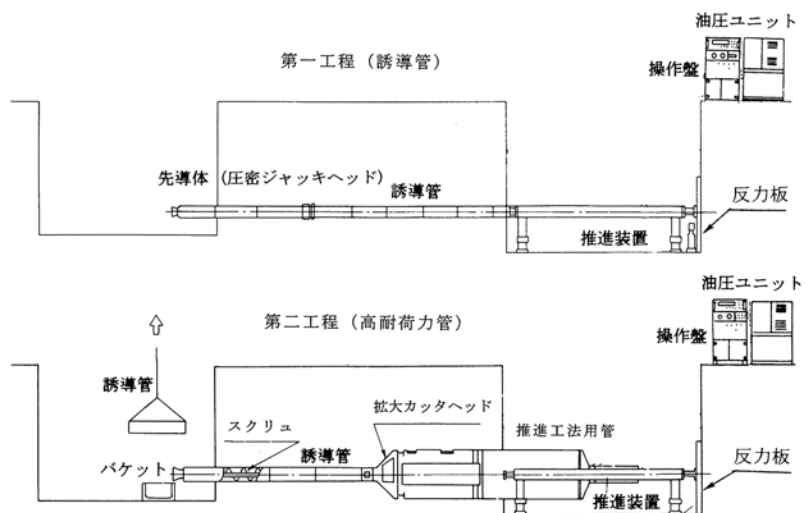 油圧ユニット
第一工程（誘導管）
操作盤
先導体（圧密ジャッキヘッド）
誘導管
反力板
推進装置
油圧ユニット
第二工程（高耐荷力管）
操作盤
誘導管
拡大カッタヘッド
スクリュ
推進工法用管
誘導管
バケット
反力板
推進装置